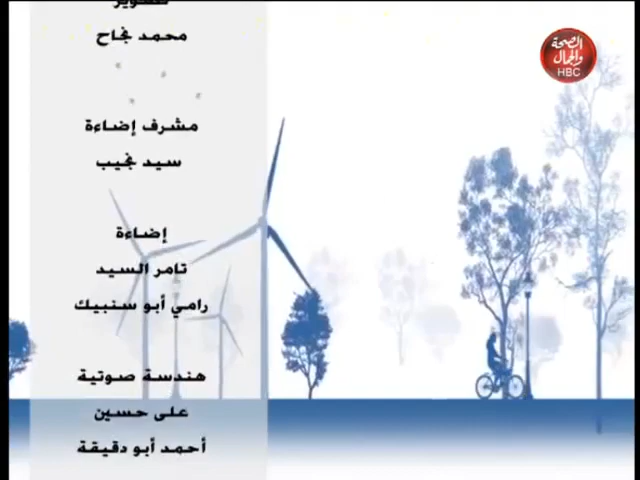 تصوير
محمد نجاح
الصحة
والجمال
HBC
مشرف إضاءة
سيد نجيب
إضاءة
تامر السيد
رامي أبو سنبيك
هندسة صوتية
على حسين
أحمد أبو دقيقة